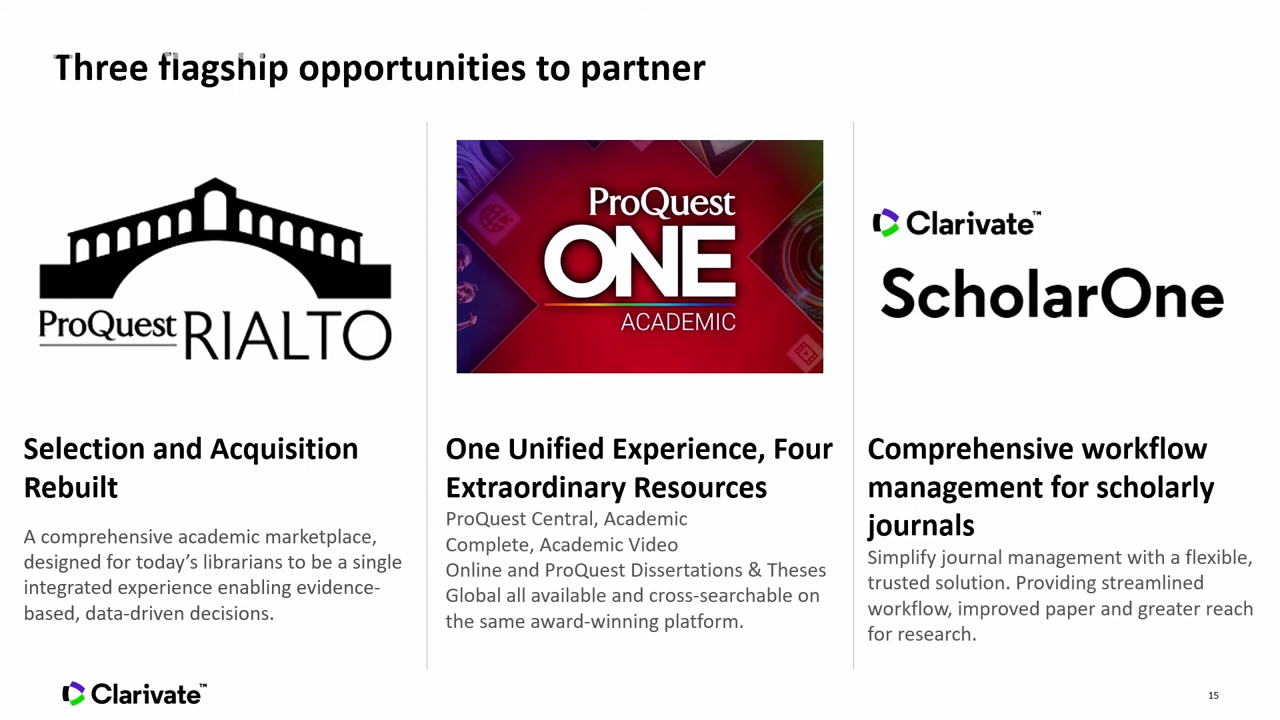 Three flagship opportunities to partner
ProQuest RIALTO
Selection and Acquisition
Rebuilt
A comprehensive academic marketplace,
designed for today’s librarians to be a single
integrated experience enabling evidence-
based, data-driven decisions.
ProQuest
ONE
ACADEMIC
One Unified Experience, Four
Extraordinary Resources
ProQuest Central, Academic
Complete, Academic Video
Online and ProQuest Dissertations & Theses
Global all available and cross-searchable on
the same award-winning platform.
Clarivate™
ScholarOne
Comprehensive workflow
management for scholarly
journals
Simplify journal management with a flexible,
trusted solution. Providing streamlined
workflow, improved paper and greater reach
for research.
Clarivate™
15